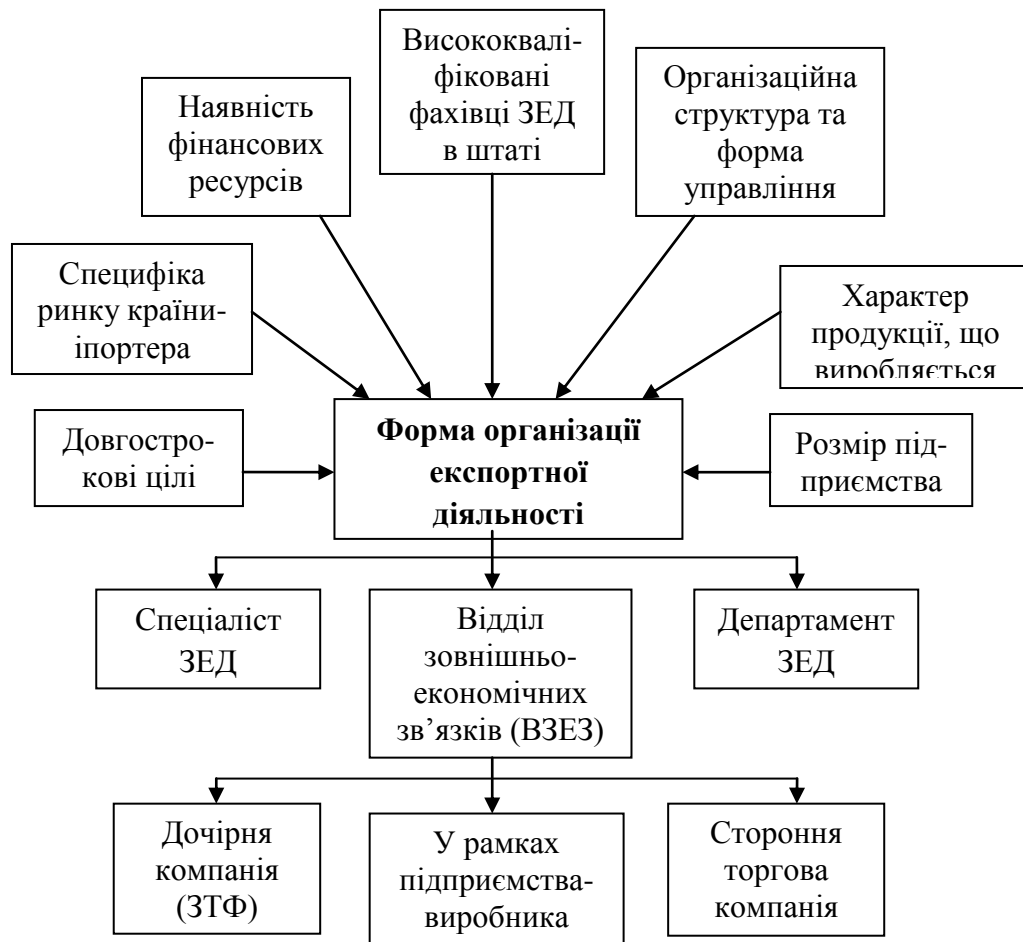 Висококвалі-
фіковані
фахівці ЗЕД
в штаті
Наявність
фінансових
ресурсів
Організаційна
структура та
форма
управління
Специфіка
ринку країни-
іпортера
Характер
продукції, що
виробляється
Довгостро-
кові цілі
Форма організації
експортної
діяльності
Розмір під-
приємства
Спеціаліст
ЗЕД
Відділ
зовнішньо-
економічних
зв’язків (ВЗЕЗ)
Департамент
ЗЕД
Дочірня
компанія
(ЗТФ)
У рамках
підприємства-
виробника
Стороння
торгова
компанія